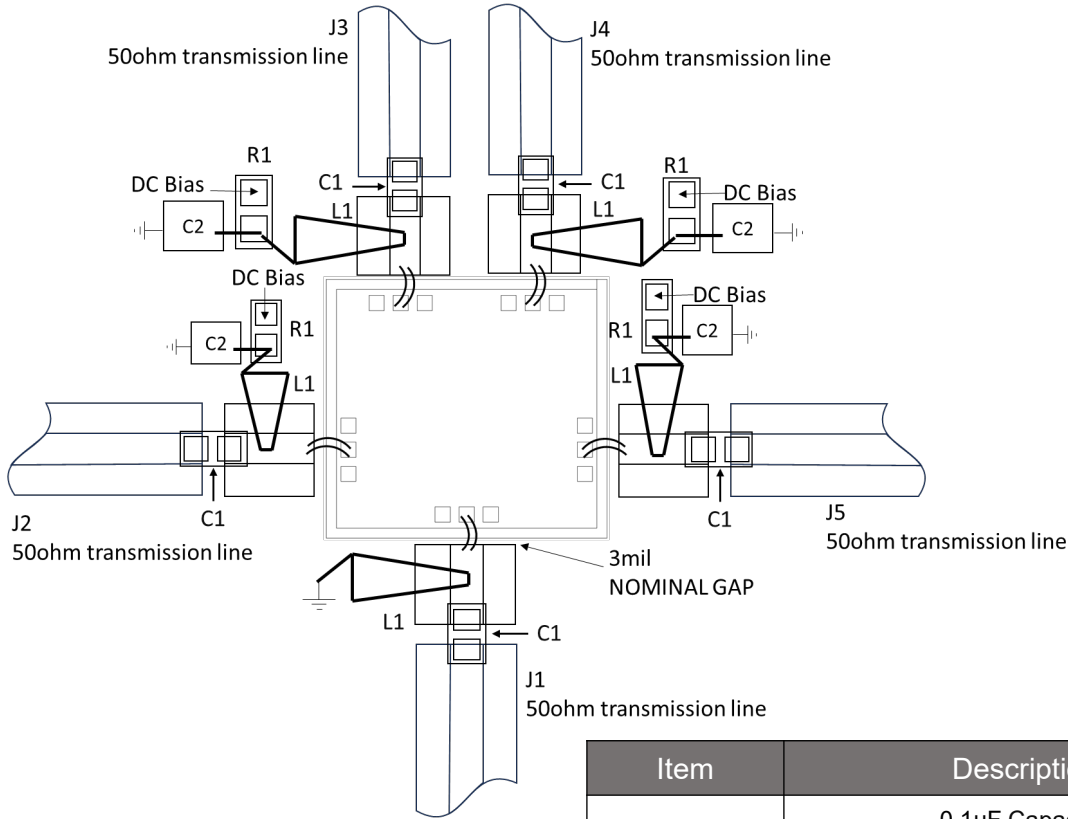 J3
50ohm transmission line
J4
50ohm transmission line
R1
DC Bias
C1
L1
C2
C1
L1
R1
DC Bias
C2
DC Bias
R1
C2
L1
DC Bias
R1
C2
L1
J2
50ohm transmission line
C1
C1
J5
50ohm transmission line
3mil
NOMINAL GAP
L1
C1
J1
50ohm transmission line
Item